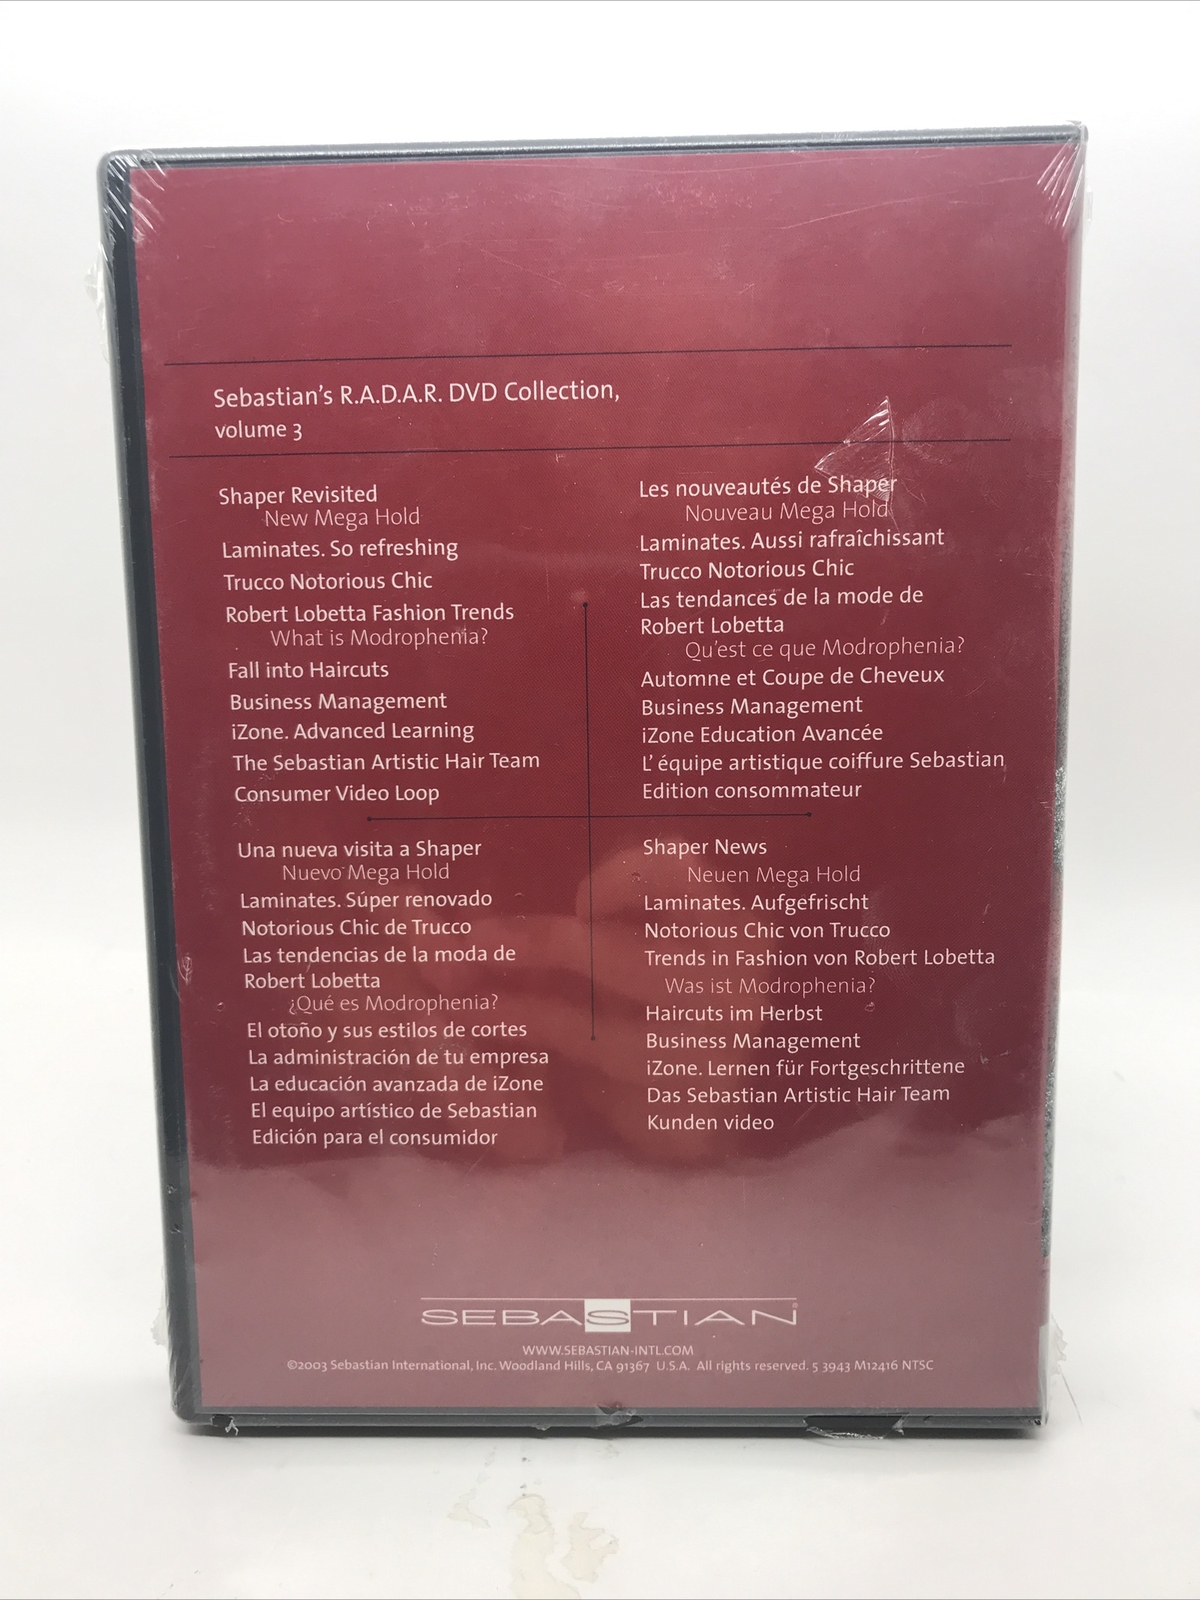 Sebastian's R.A.D.A.R. DVD Collection,
volume 3
Shaper Revisited
New Mega Hold
Laminates. So refreshing
Trucco Notorious Chic
Robert Lobetta Fashion Trends
What is Modrophenia?
Fall into Haircuts
Business Management
iZone. Advanced Learning
The Sebastian Artistic Hair Team
Consumer Video Loop
Les nouveautés de Shaper
Nouveau Mega Hold
Laminates. Aussi rafraîchissant
Trucco Notorious Chic
Las tendances de la mode de
Robert Lobetta
Qu'est ce que Modrophenia?
Automne et Coupe de Cheveux
Business Management
iZone Education Avancée
L' équipe artistique coiffure Sebastian
Edition consommateur
Una nueva visita a Shaper
Nuevo Mega Hold
Laminates. Súper renovado
Notorious Chic de Trucco
Las tendencias de la moda de
Robert Lobetta
¿Qué es Modrophenia?
El otoño y sus estilos de cortes
La administración de tu empresa
La educación avanzada de iZone
El equipo artístico de Sebastian
Edición para el consumidor
Shaper News
Neuen Mega Hold
Laminates. Aufgefrischt
Notorious Chic von Trucco
Trends in Fashion von Robert Lobetta
Was ist Modrophenia?
Haircuts im Herbst
Business Management
iZone. Lernen für Fortgeschrittene
Das Sebastian Artistic Hair Team
Kunden video
SEBASTIAN®
WWW.SEBASTIAN-INTL.COM
©2003 Sebastian International, Inc. Woodland Hills, CA 91367 U.S.A. All rights reserved. 5 3943 M12416 NTSC